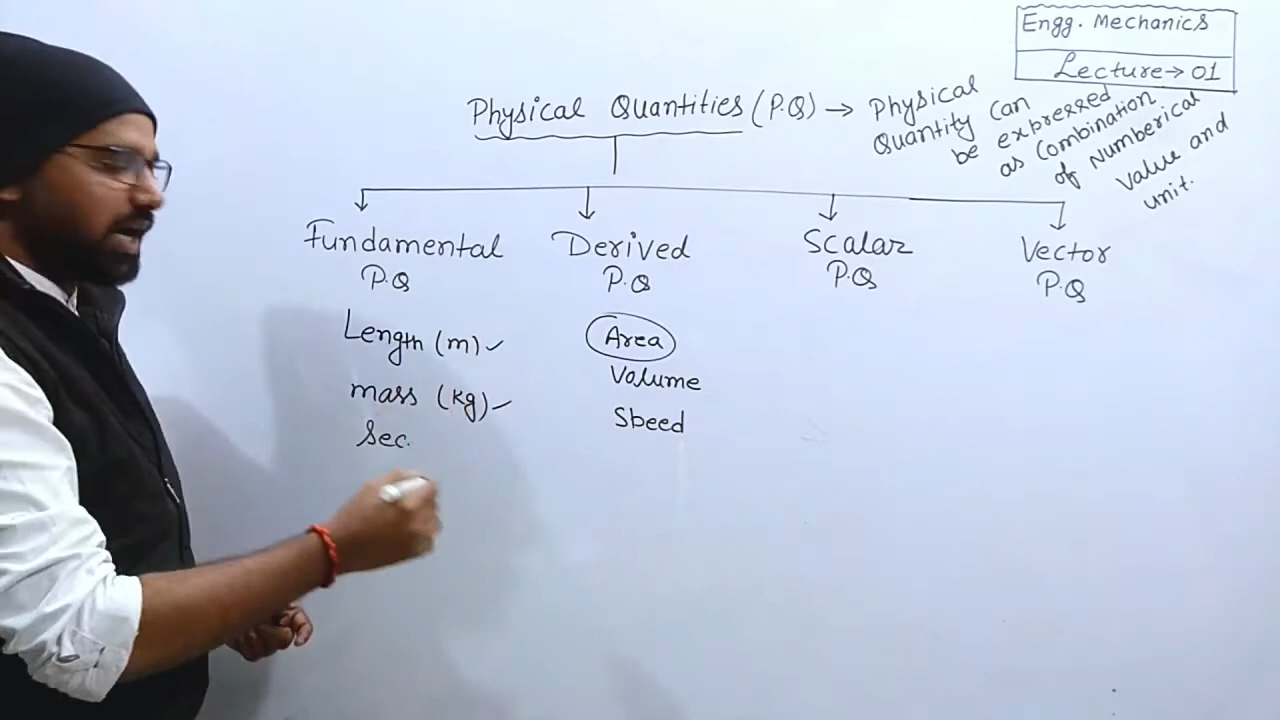 Engg. Mechanics
Lecture→ 01
Physical Quantities (P.Q) → Physical
Quantity Can
be expressed
as Combination
of Numberical
Value and
unit.
Fundamental
P.Q
Derived
P.Q
Scalar
P.Q
Vector
P.Q
Length (m) ✓
mass (kg) ✓
Sec.
Area
Volume
Speed